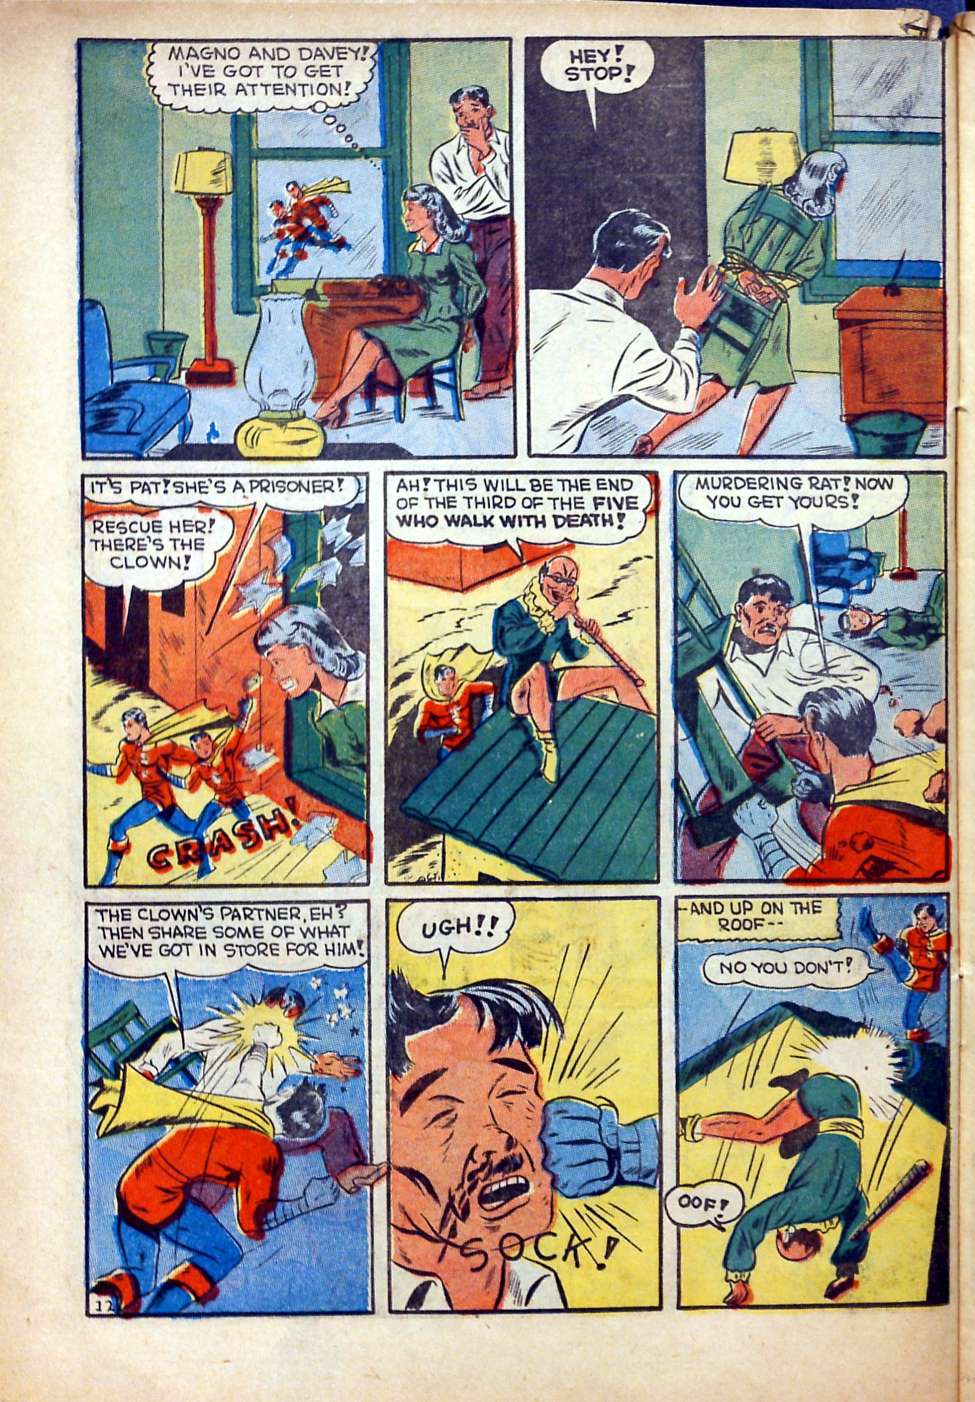 MAGNO AND DAVEY!
I'VE GOT TO GET
THEIR ATTENTION!
HEY!
STOP!
IT'S PAT! SHE'S A PRISONER!
RESCUE HER!
THERE'S THE
CLOWN!
CRASH!
AH! THIS WILL BE THE END
OF THE THIRD OF THE FIVE
WHO WALK WITH DEATH!
MURDERING RAT! NOW
YOU GET YOURS!
THE CLOWN'S PARTNER, EH?
THEN SHARE SOME OF WHAT
WE'VE GOT IN STORE FOR HIM!
12
UGH!!
SOCK!
-AND UP ON THE
ROOF--
NO YOU DON'T!
OOF!